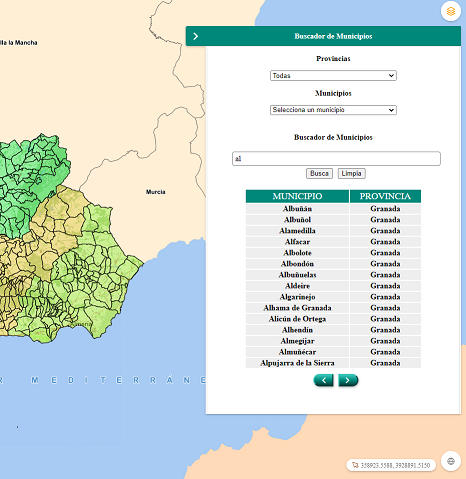 Buscador de Municipios
lla la Mancha
Provincias
Todas
Municipios
Selecciona un municipio
Buscador de Municipios
al
Busca Limpia
Murcia
MUNICIPIO PROVINCIA
Albuñán Granada
Albuñol Granada
Alamedilla Granada
Alfacar Granada
Albolote Granada
Albondón Granada
Albuñuelas Granada
Aldeire Granada
Algarinejo Granada
Alhama de Granada Granada
Alicún de Ortega Granada
Alhendín Granada
Almegíjar Granada
Almuñécar Granada
Alpujarra de la Sierra Granada
R MEDITERRÁNE
358923.5588, 3928891.5150